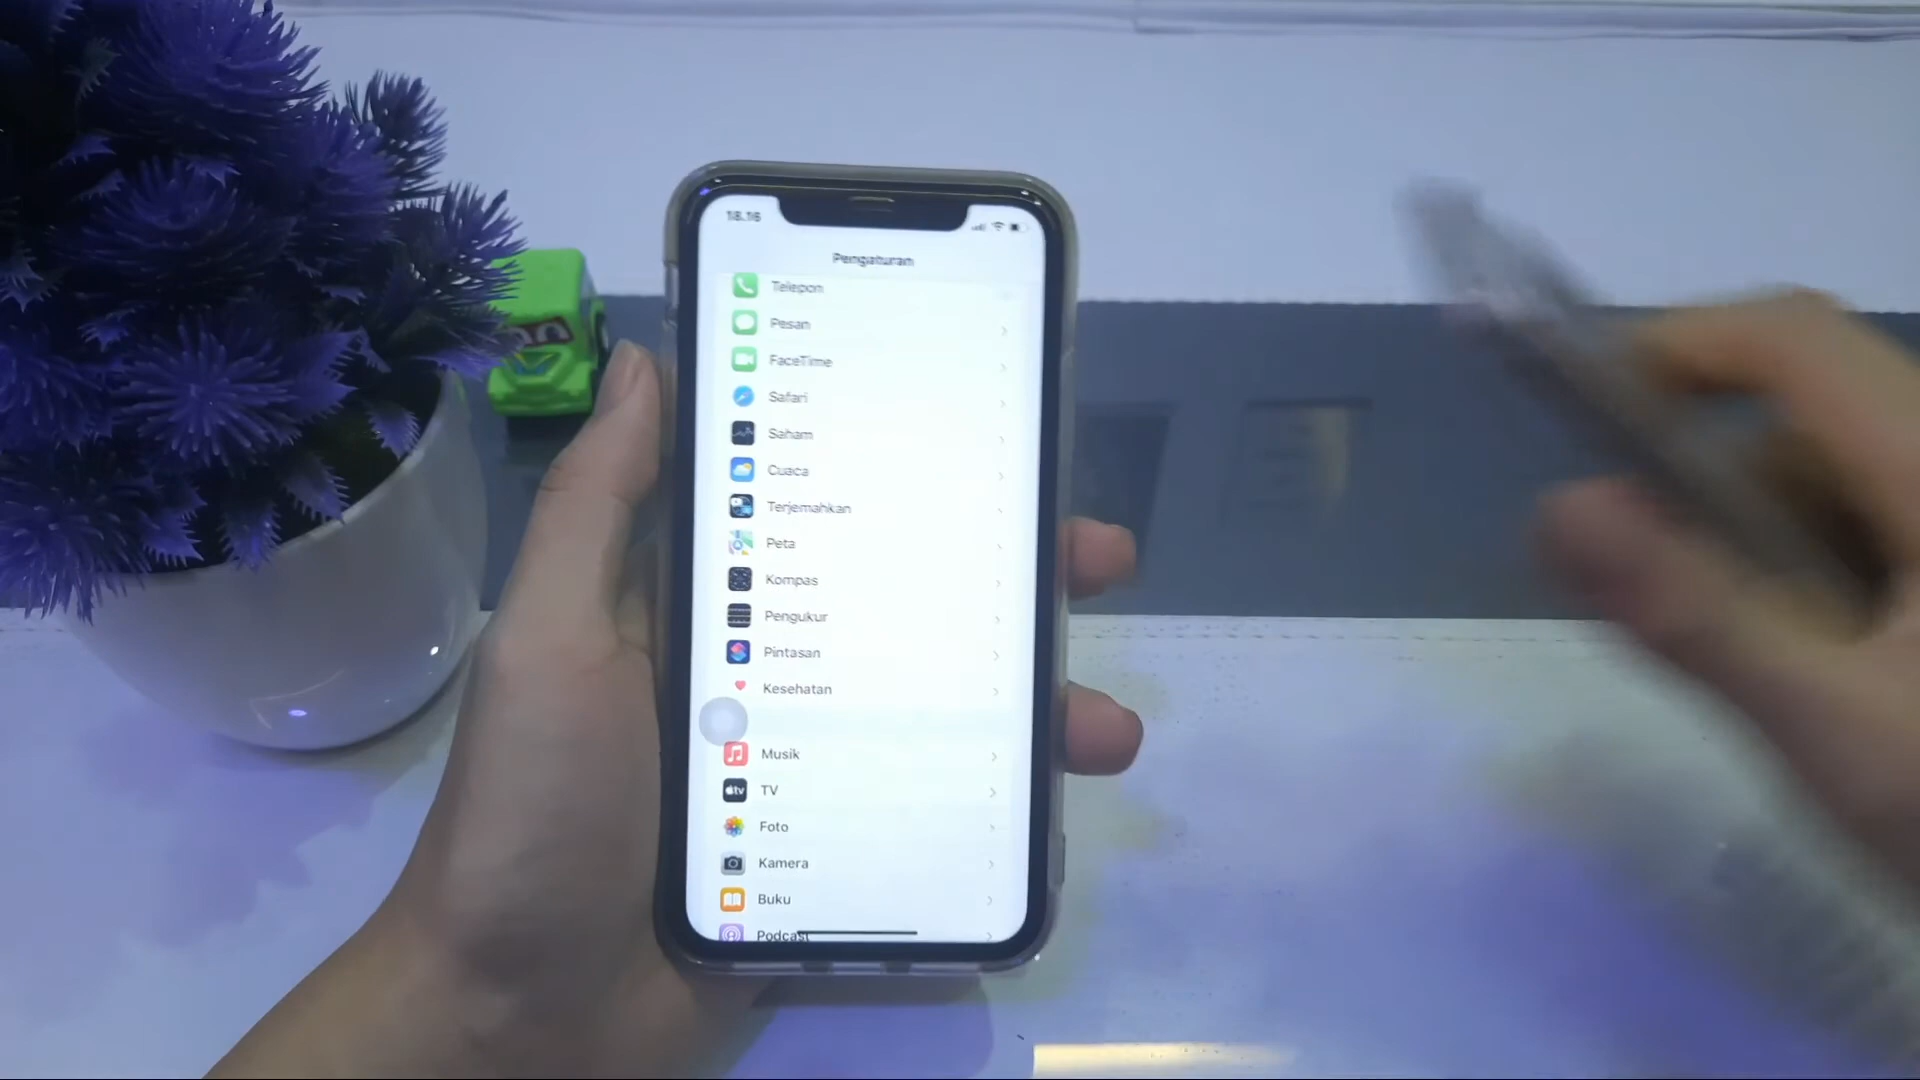 18.16
Pengaturan
Telepon
Pesan
FaceTime
Safari
Saham
Cuaca
Terjemahkan
Peta
Kompas
Pengukur
Pintasan
Kesehatan
Musik
tv TV
Foto
Kamera
Buku
Podcast